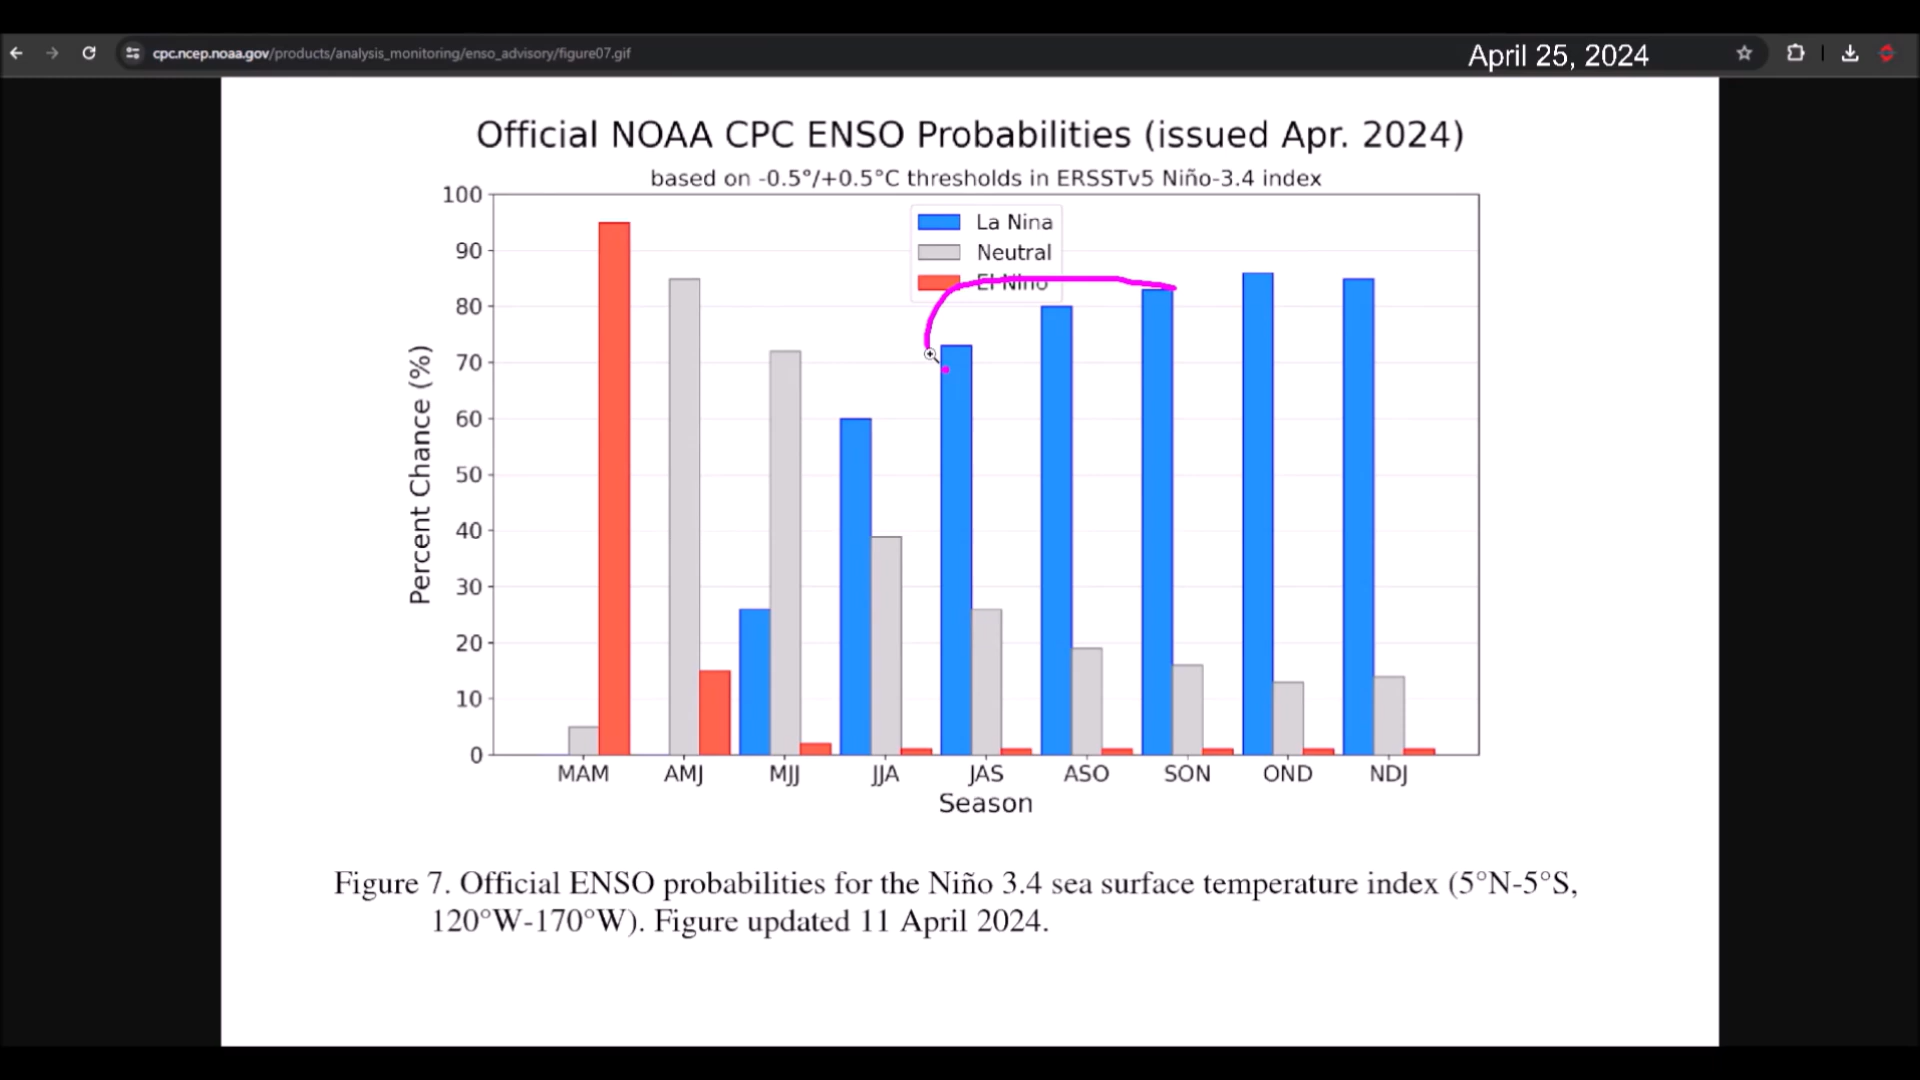 cpc.ncep.noaa.gov/products/analysis_monitoring/enso_advisory/figure07.gif
April 25, 2024
Official NOAA CPC ENSO Probabilities (issued Apr. 2024)
based on -0.5°/+0.5°C thresholds in ERSSTv5 Niño-3.4 index
100
90
80
70
60
50
40
30
20
10
0
Percent Chance (%)
La Nina
Neutral
El Nino
MAM AMJ MJJ JJA JAS ASO SON OND NDJ
Season
Figure 7. Official ENSO probabilities for the Niño 3.4 sea surface temperature index (5°N-5°S,
120°W-170°W). Figure updated 11 April 2024.